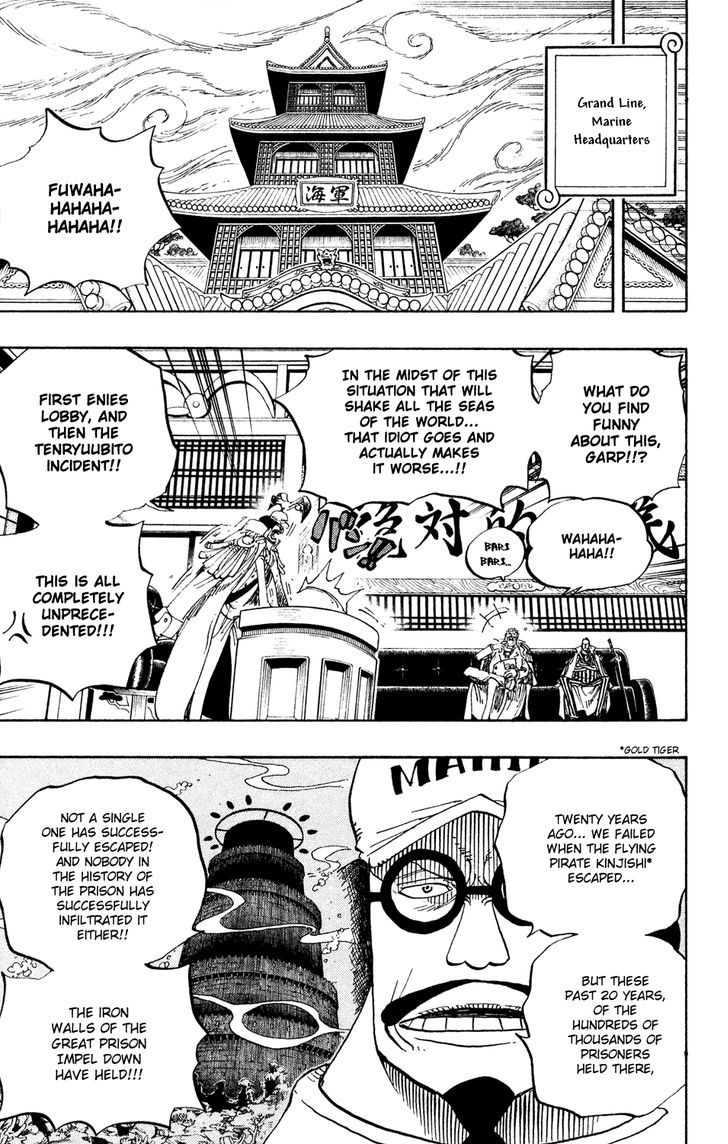 Grand Line,
Marine
Headquarters
海軍
FUWAHA-
HAHAHA-
HAHAHA!!
WHAT DO
YOU FIND
FUNNY
ABOUT THIS,
GARP!!?
IN THE MIDST OF THIS
SITUATION THAT WILL
SHAKE ALL THE SEAS
OF THE WORLD...
THAT IDIOT GOES AND
ACTUALLY MAKES
IT WORSE...!!
WAHAHA-
HAHA!!
BARI
BARI...
絶対的
FIRST ENIES
LOBBY, AND
THEN THE
TENRYUUBITO
INCIDENT!!
THIS IS ALL
COMPLETELY
UNPRECE-
DENTED!!!
*GOLD TIGER
TWENTY YEARS
AGO... WE FAILED
WHEN THE FLYING
PIRATE KINJISHI*
ESCAPED...
BUT THESE
PAST 20 YEARS,
OF THE
HUNDREDS OF
THOUSANDS OF
PRISONERS
HELD THERE,
NOT A SINGLE
ONE HAS SUCCESS-
FULLY ESCAPED!
AND NOBODY IN
THE HISTORY OF
THE PRISON HAS
SUCCESSFULLY
INFILTRATED IT
EITHER!!
THE IRON
WALLS OF THE
GREAT PRISON
IMPEL DOWN
HAVE HELD!!!